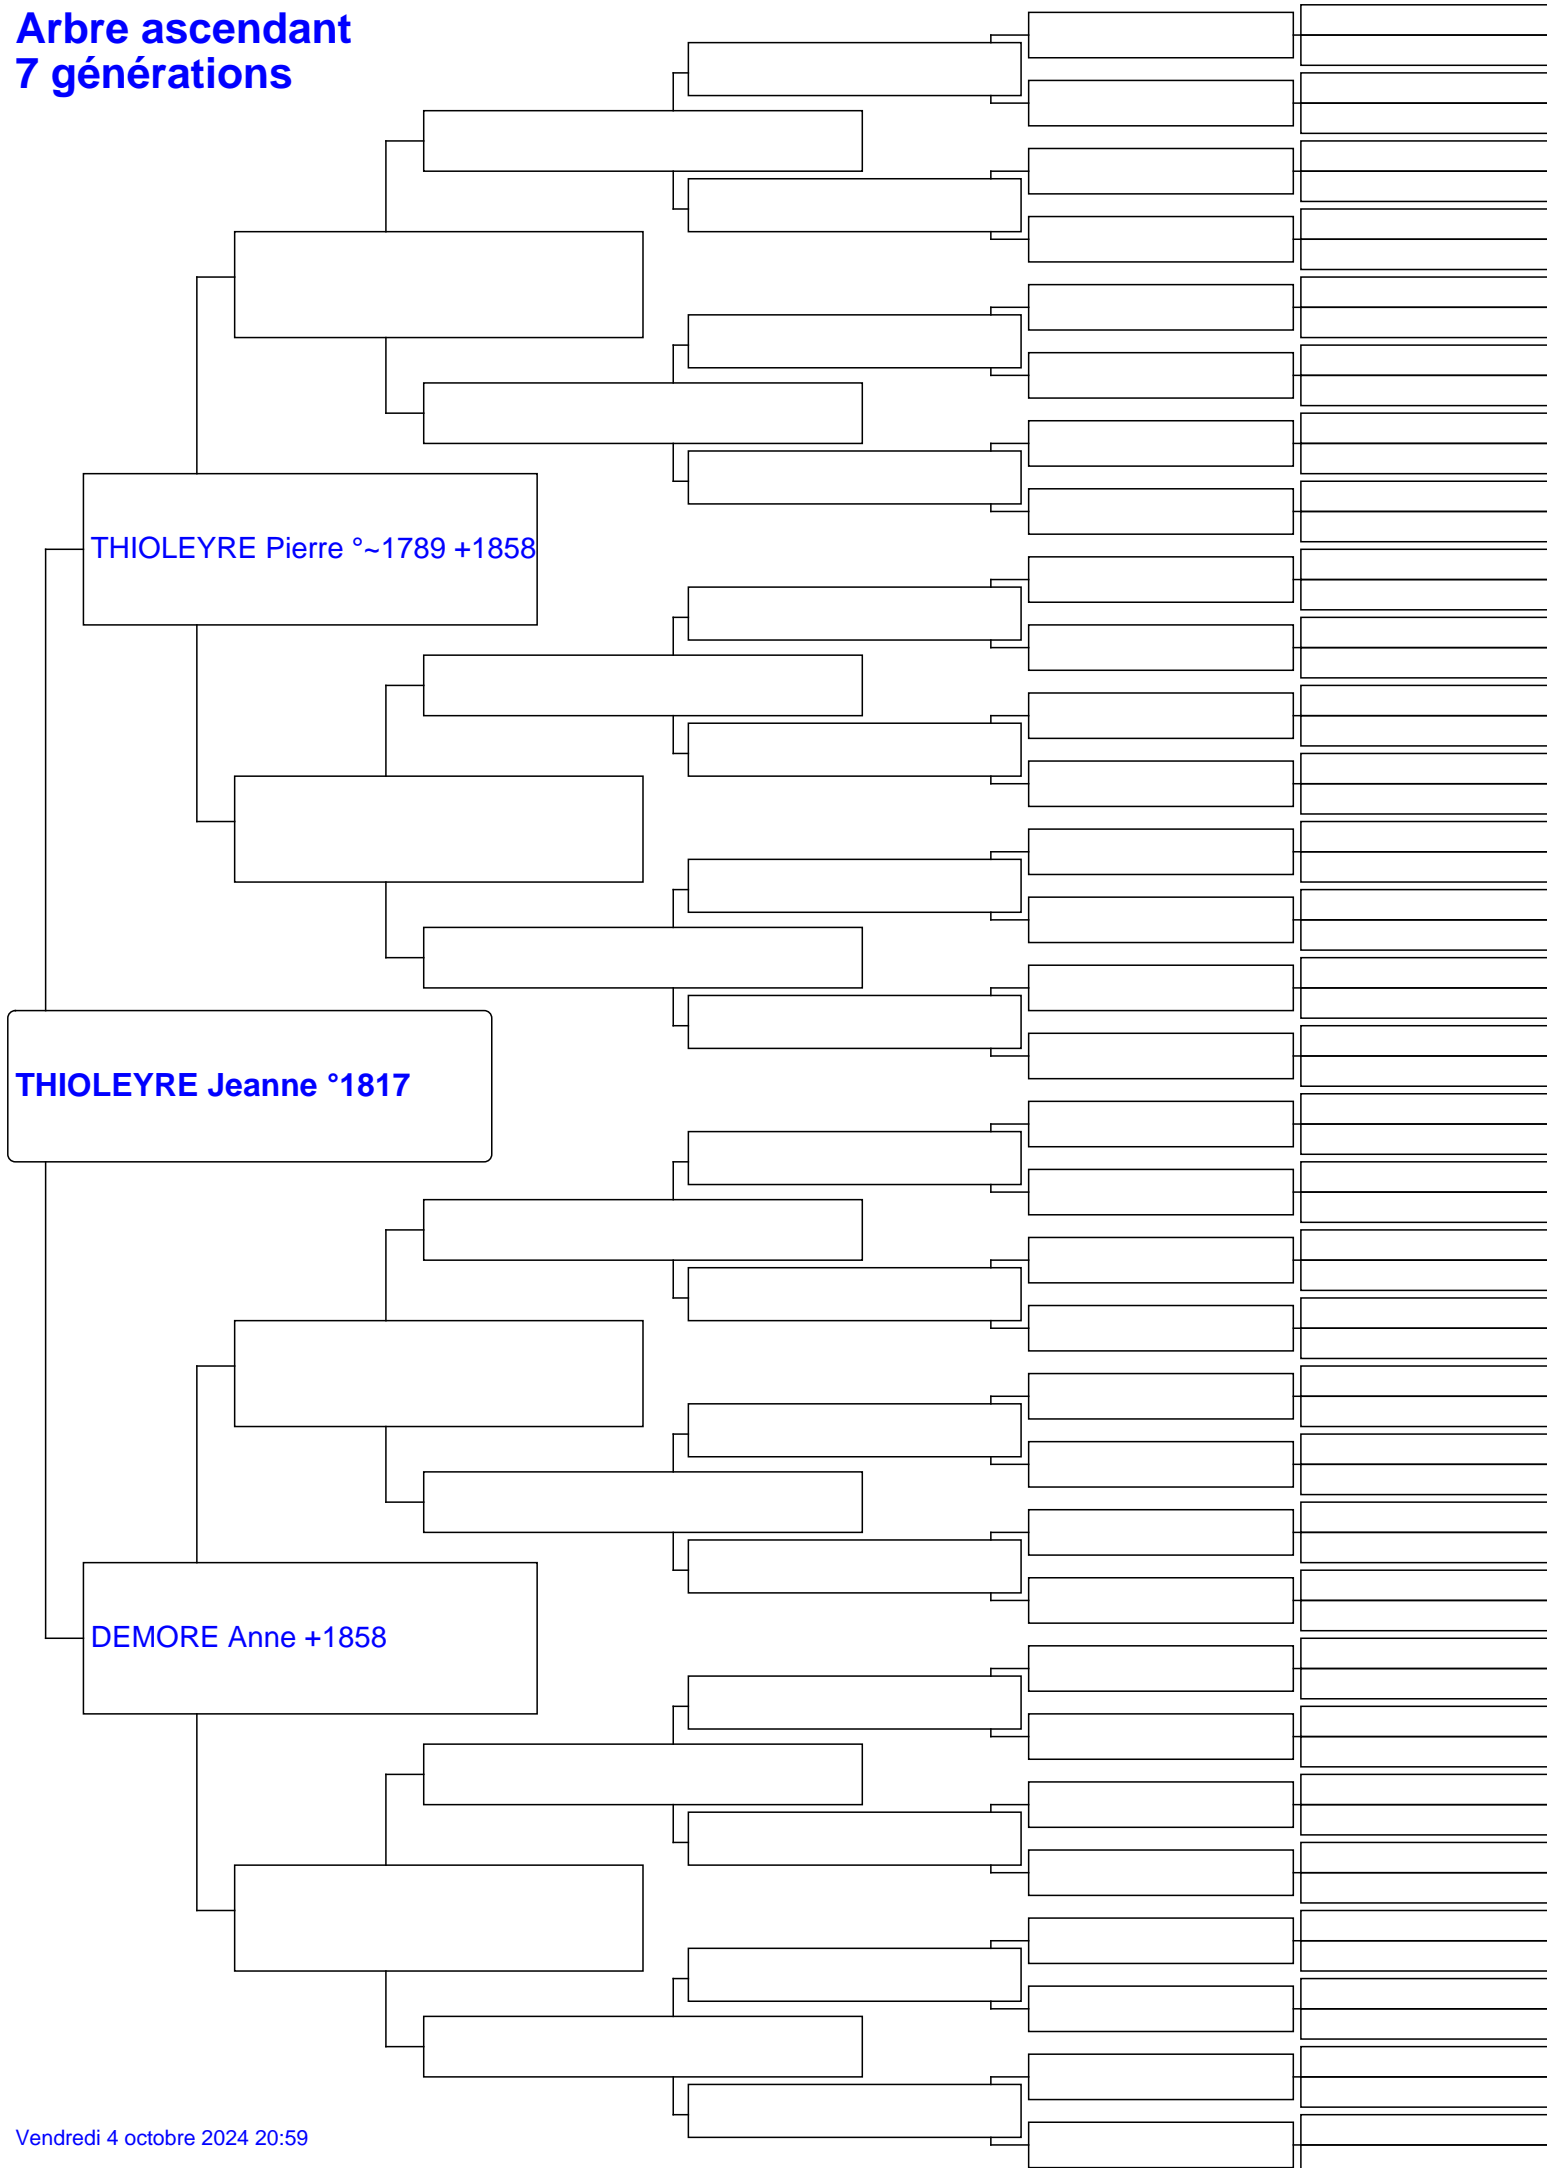 Arbre ascendant
7 générations
THIOLEYRE Pierre °~1789 +1858
THIOLEYRE Jeanne °1817
DEMORE Anne +1858
Vendredi 4 octobre 2024 20:59